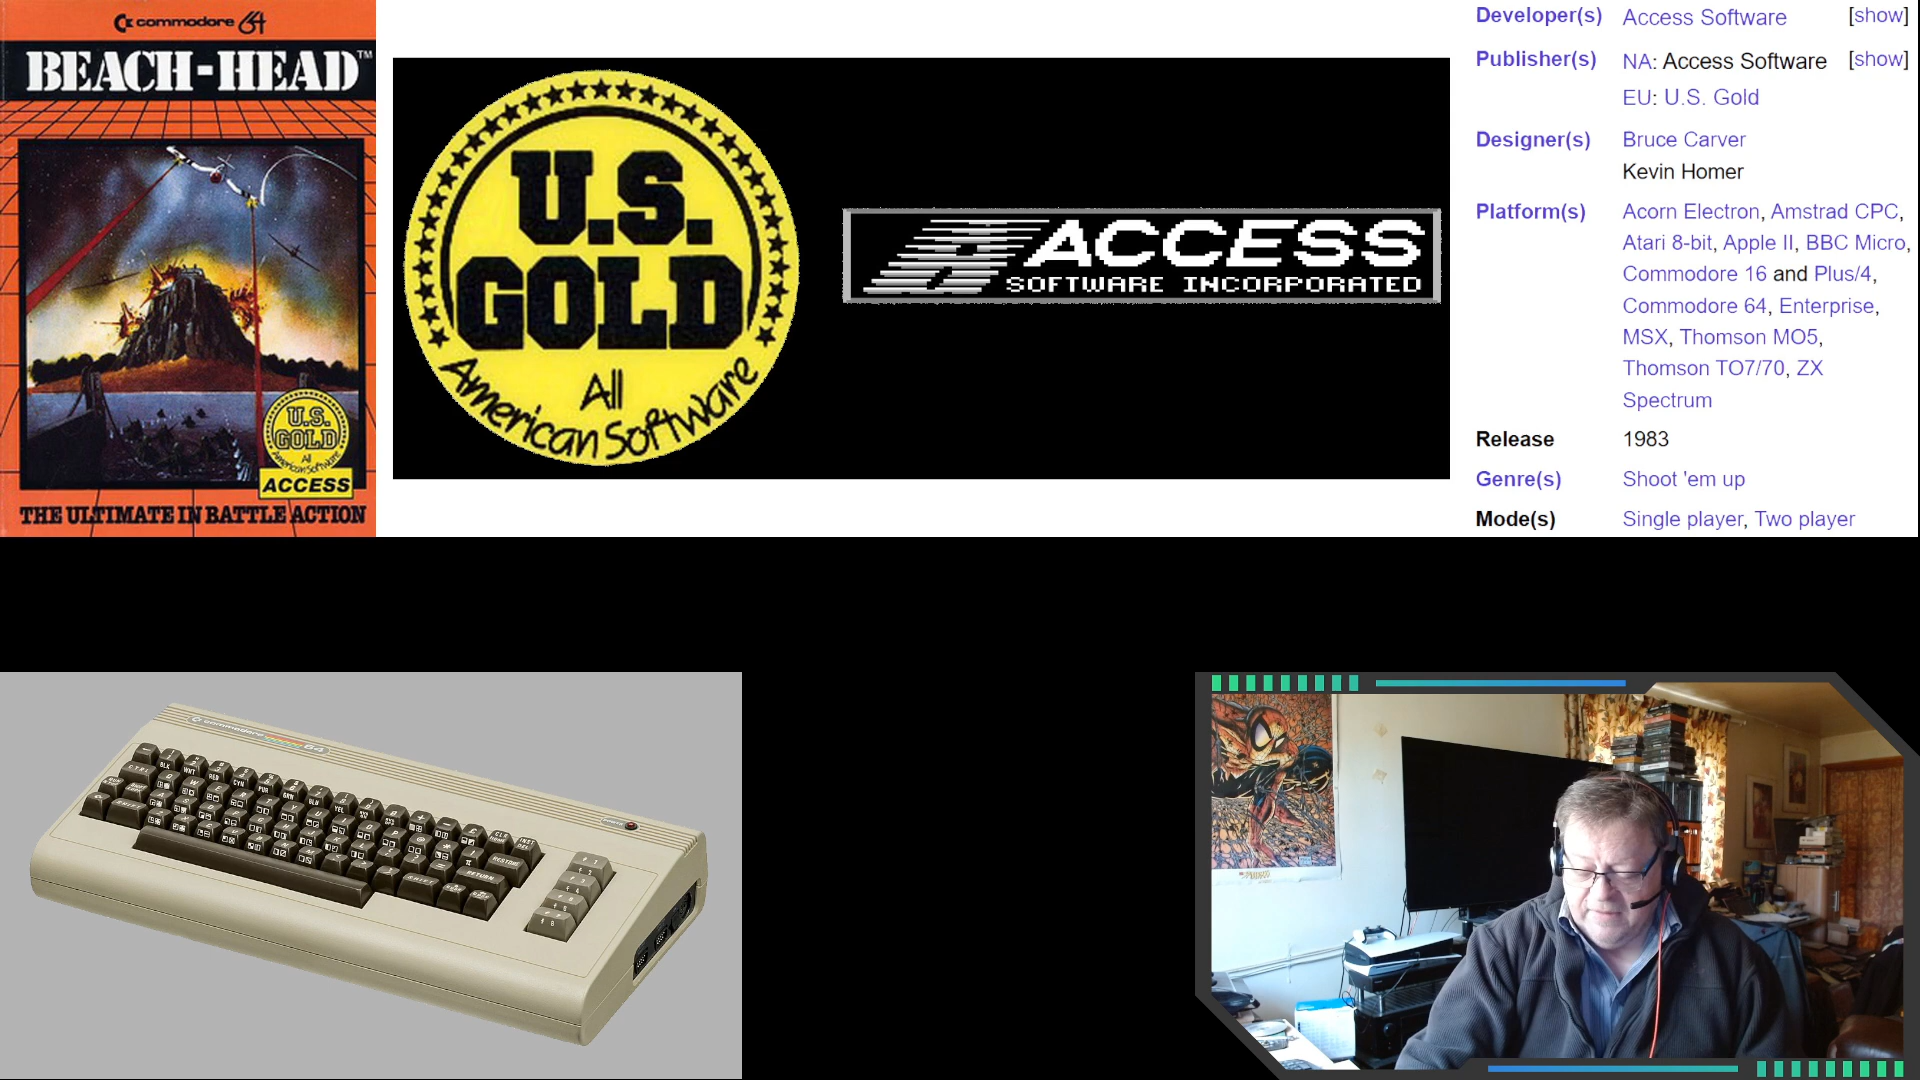 commodore 64
BEACH-HEAD™
U.S.
GOLD
All
American Software
ACCESS
THE ULTIMATE IN BATTLE ACTION
U.S.
GOLD
All
American Software
ACCESS
SOFTWARE INCORPORATED
Developer(s) Access Software [show]
Publisher(s) NA: Access Software [show]
EU: U.S. Gold
Designer(s) Bruce Carver
Kevin Homer
Platform(s) Acorn Electron, Amstrad CPC,
Atari 8-bit, Apple II, BBC Micro,
Commodore 16 and Plus/4,
Commodore 64, Enterprise,
MSX, Thomson MO5,
Thomson TO7/70, ZX
Spectrum
Release 1983
Genre(s) Shoot 'em up
Mode(s) Single player, Two player
commodore 64